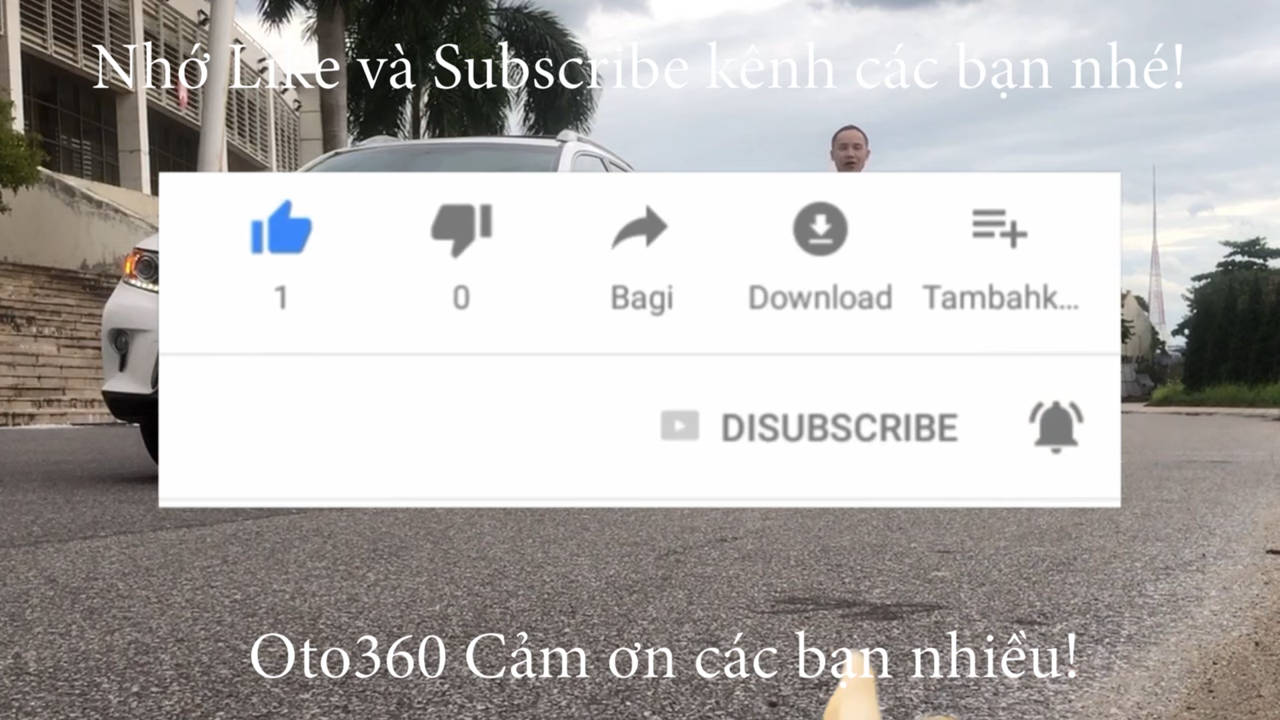 Nhớ Like và Subscribe kênh các bạn nhé!
1 0 Bagi Download Tambahk...
DISUBSCRIBE
Oto360 Cảm ơn các bạn nhiều!